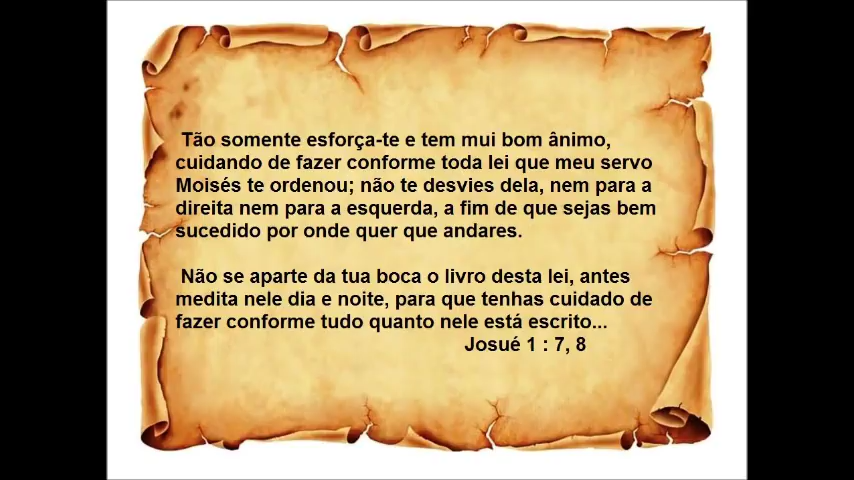 Tão somente esforça-te e tem mui bom ânimo,
cuidando de fazer conforme toda lei que meu servo
Moisés te ordenou; não te desvies dela, nem para a
direita nem para a esquerda, a fim de que sejas bem
sucedido por onde quer que andares.
Não se aparte da tua boca o livro desta lei, antes
medita nele dia e noite, para que tenhas cuidado de
fazer conforme tudo quanto nele está escrito...
Josué 1 : 7, 8